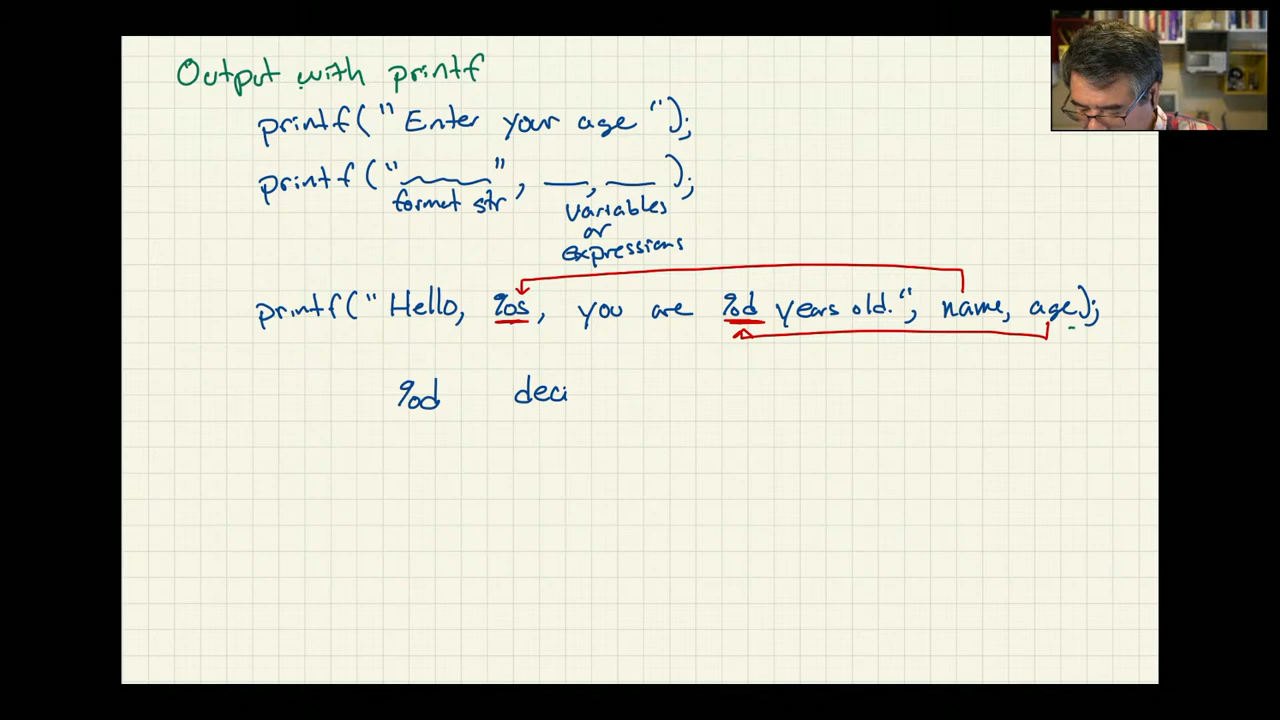 Output with printf
printf("Enter your age");
printf("______", ___, ___);
format str variables
or
expressions
printf("Hello, %s, you are %d years old.", name, age);
%d deci